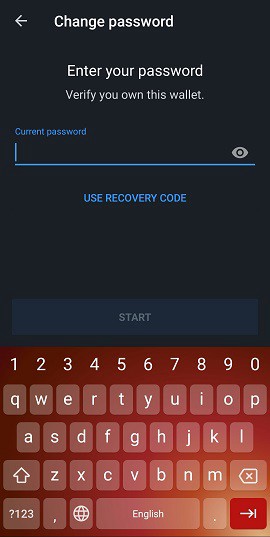 Change password
Enter your password
Verify you own this wallet.
Current password
USE RECOVERY CODE
START
1 2 3 4 5 6 7 8 9 0
q w e r t y u i o p
a s d f g h j k l
z x c v b n m
?123 , English .